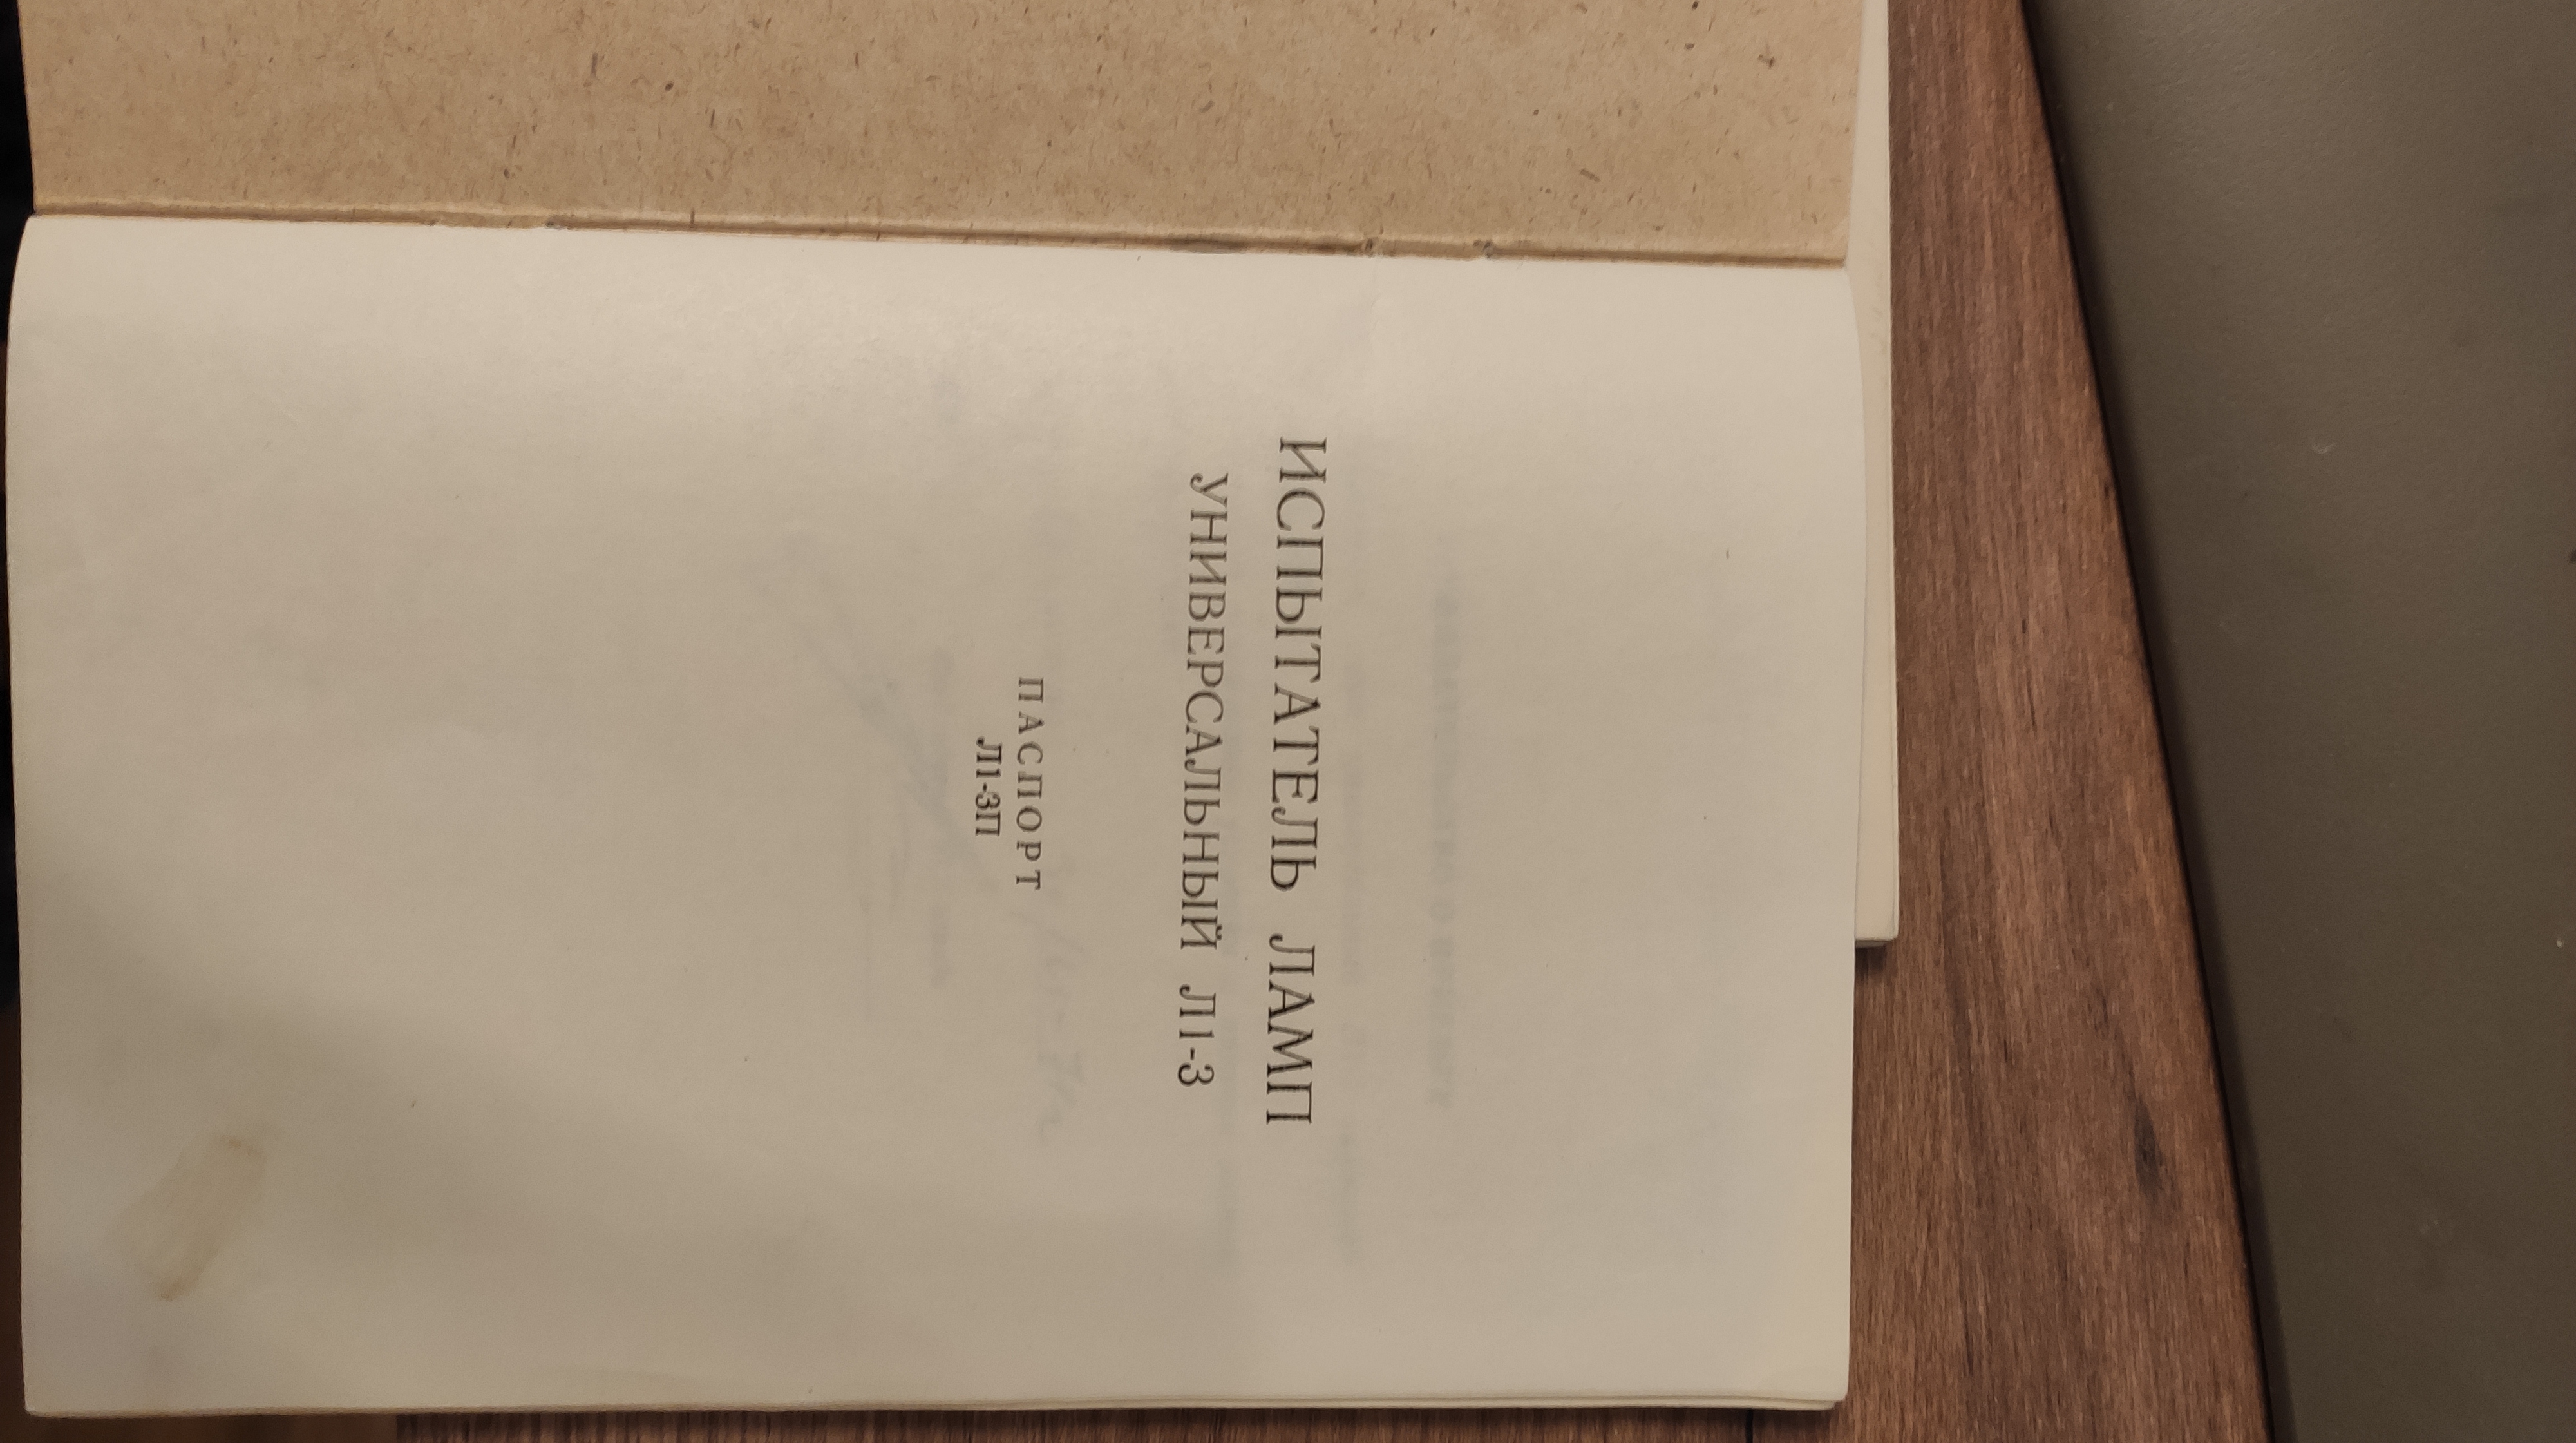 ИСПЫТАТЕЛЬ ЛАМП
УНИВЕРСАЛЬНЫЙ Л1-3
ПАСПОРТ
Л1-3П